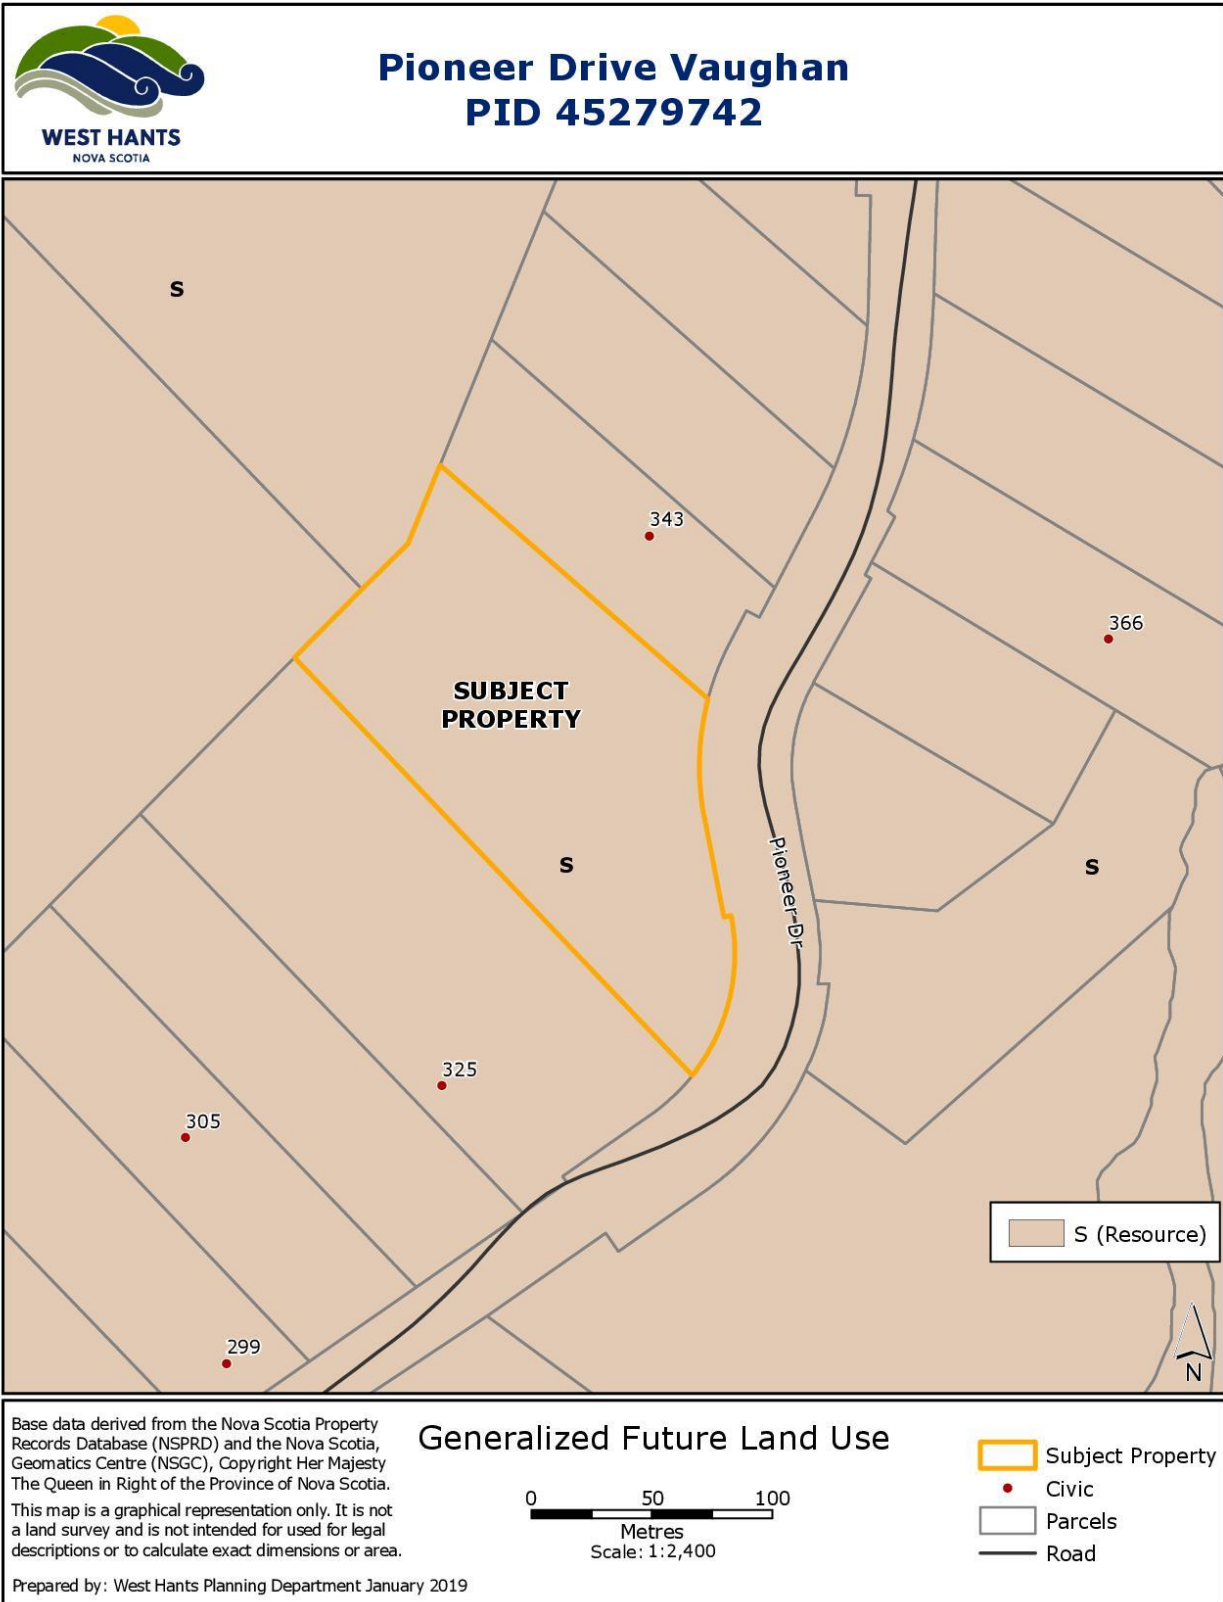 WEST HANTS
NOVA SCOTIA
Pioneer Drive Vaughan
PID 45279742
S
343
366
SUBJECT
PROPERTY
S
S
Pioneer Dr
325
305
299
S (Resource)
N
Base data derived from the Nova Scotia Property
Records Database (NSPRD) and the Nova Scotia,
Geomatics Centre (NSGC), Copyright Her Majesty
The Queen in Right of the Province of Nova Scotia.
This map is a graphical representation only. It is not
a land survey and is not intended for used for legal
descriptions or to calculate exact dimensions or area.
Prepared by: West Hants Planning Department January 2019
Generalized Future Land Use
0 50 100
Metres
Scale: 1:2,400
Subject Property
Civic
Parcels
Road